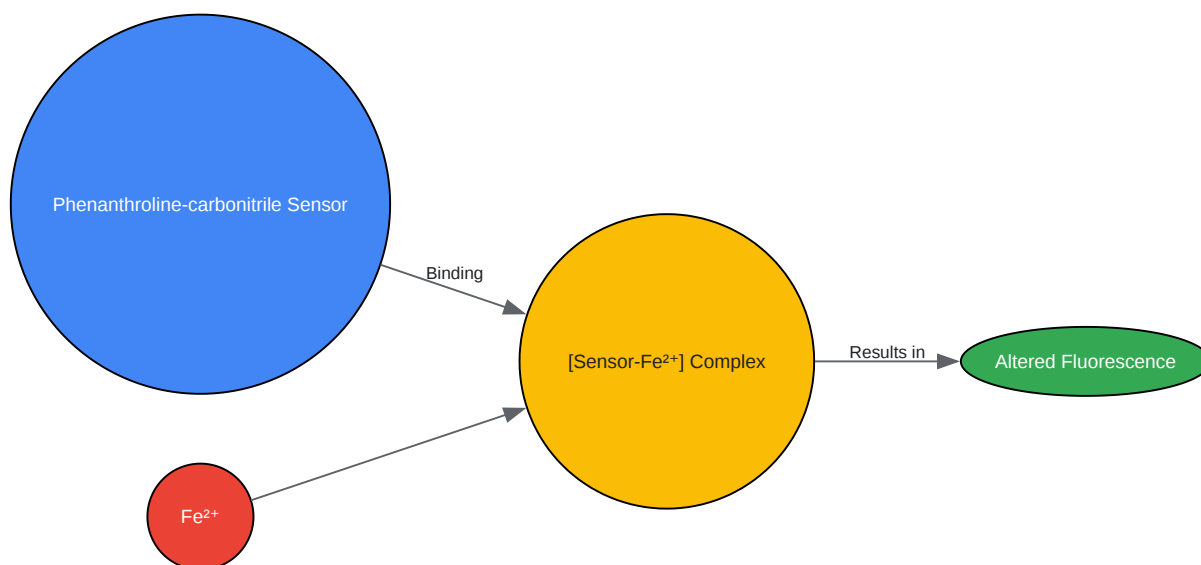 Phenanthroline-carbonitrile Sensor
Binding
[Sensor-Fe²⁺] Complex
Results in
Altered Fluorescence
Fe²⁺